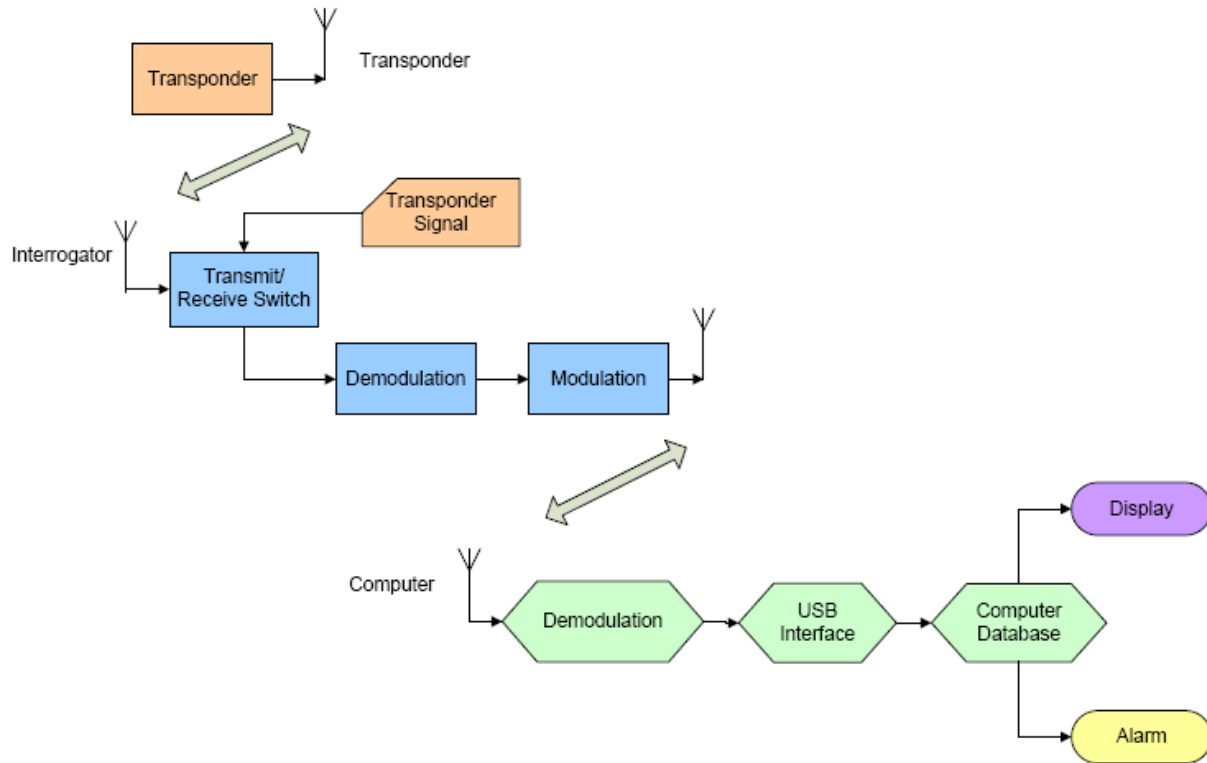 Transponder
Transponder
Transponder
Signal
Interrogator
Transmit/
Receive Switch
Demodulation
Modulation
Display
Computer
Demodulation
USB
Interface
Computer
Database
Alarm